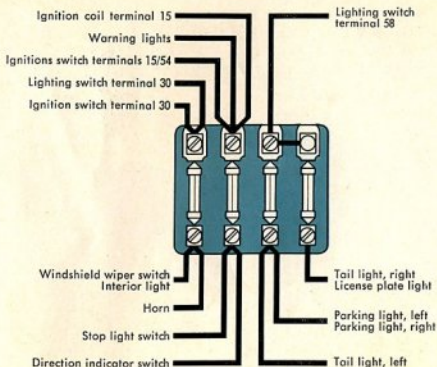 Ignition coil terminal 15
Warning lights
Ignitions switch terminals 15/54
Lighting switch terminal 30
Ignition switch terminal 30
Lighting switch
terminal 58
Windshield wiper switch
Interior light
Horn
Stop light switch
Direction indicator switch
Tail light, right
License plate light
Parking light, left
Parking light, right
Tail light, left